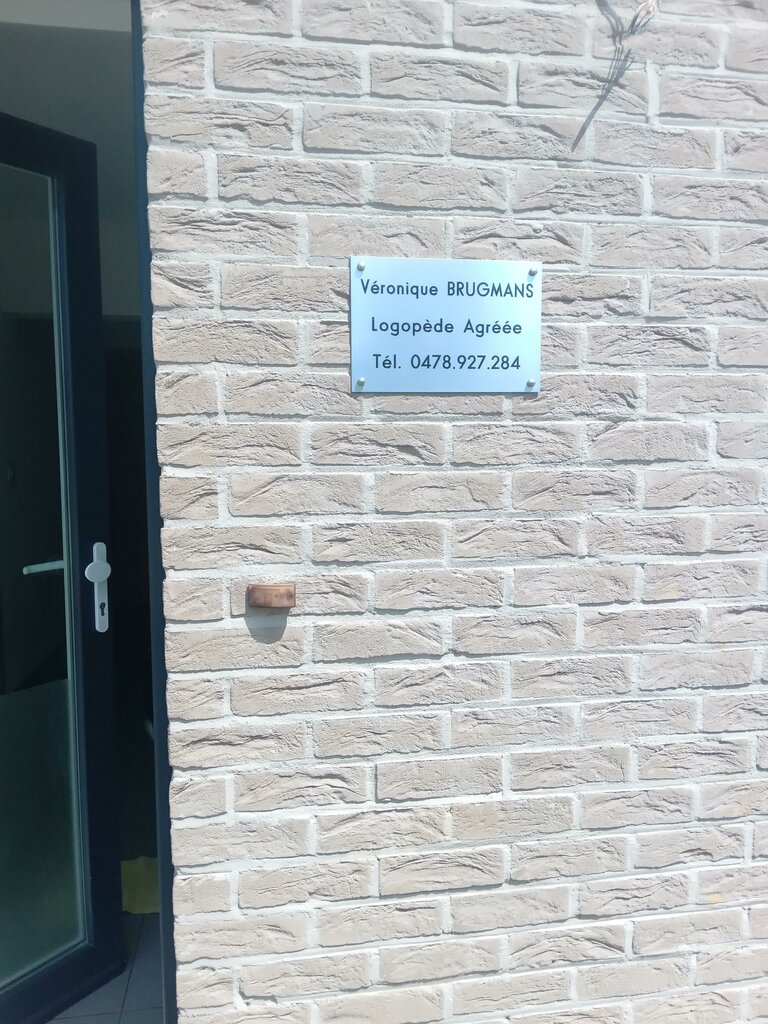 Véronique BRUGMANS
Logopède Agréée
Tél. 0478.927.284